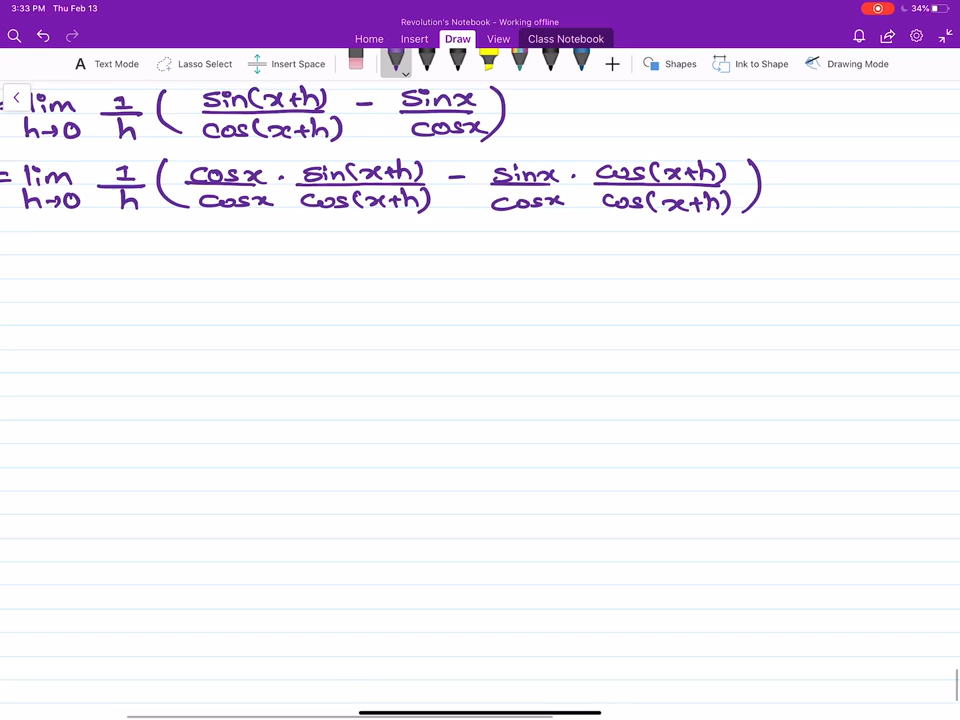 3:33 PM Thu Feb 13 34%
Revolution's Notebook - Working offline
Home Insert Draw View Class Notebook
A Text Mode Lasso Select Insert Space Shapes Ink to Shape Drawing Mode
= lim h→0 1/h ( sin(x+h)/cos(x+h) - sinx/cosx )
= lim h→0 1/h ( cosx/cosx · sin(x+h)/cos(x+h) - sinx/cosx · cos(x+h)/cos(x+h) )